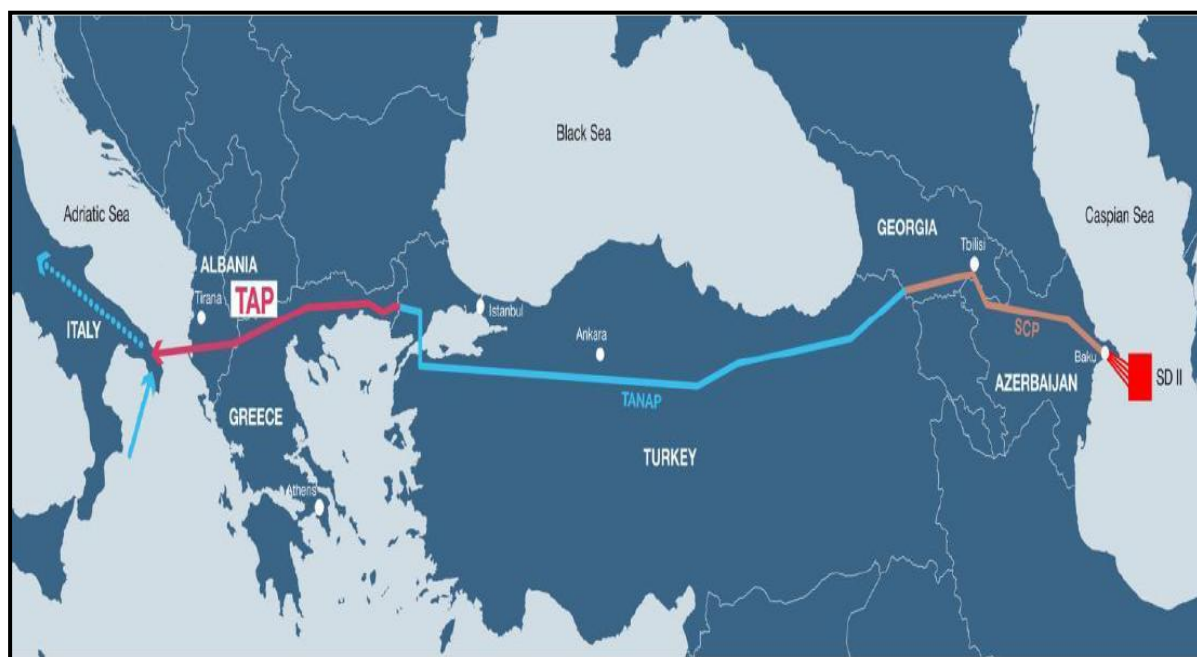 Black Sea
Adriatic Sea
GEORGIA
Caspian Sea
Tbilisi
ALBANIA
TAP
Tirana
Istanbul
ITALY
SCP
Ankara
Baku
AZERBAIJAN
SD II
TANAP
GREECE
TURKEY
Athens